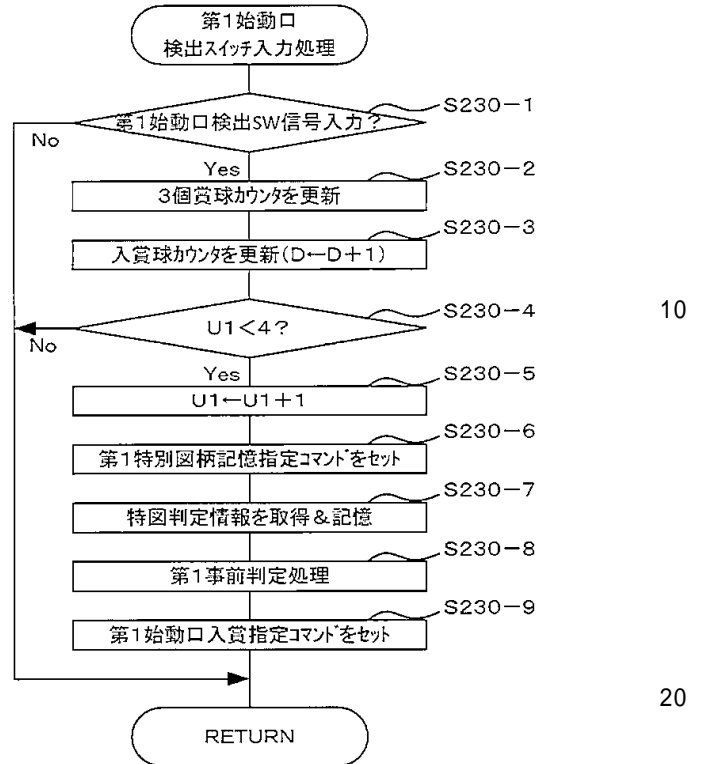 第1始動口
検出スイッチ入力処理
第1始動口検出SW信号入力?
S230-1
No
Yes
S230-2
3個賞球カウンタを更新
S230-3
入賞球カウンタを更新(D←D+1)
S230-4
U1<4?
10
No
Yes
S230-5
U1←U1+1
S230-6
第1特別図柄記憶指定コマンドをセット
S230-7
特図判定情報を取得&記憶
S230-8
第1事前判定処理
S230-9
第1始動口入賞指定コマンドをセット
20
RETURN